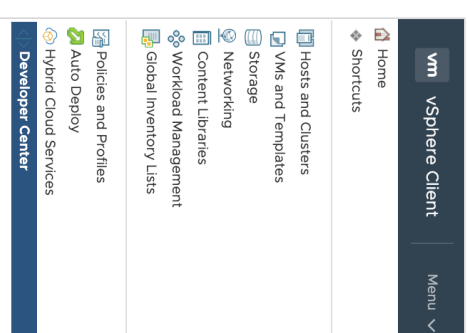 vm vSphere Client Menu
Home
Shortcuts
Hosts and Clusters
VMs and Templates
Storage
Networking
Content Libraries
Workload Management
Global Inventory Lists
Policies and Profiles
Auto Deploy
Hybrid Cloud Services
Developer Center